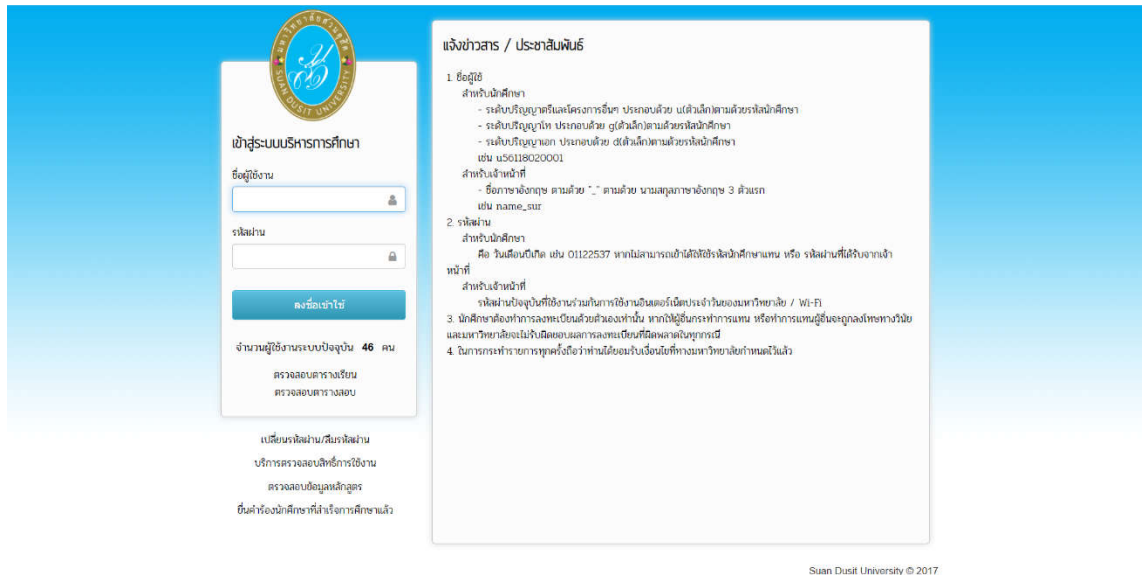 มหาวิทยาลัยสวนดุสิต
SUAN DUSIT UNIVERSITY
เข้าสู่ระบบบริหารการศึกษา
ชื่อผู้ใช้งาน
รหัสผ่าน
ลงชื่อเข้าใช้
จำนวนผู้ใช้งานระบบปัจจุบัน 46 คน
ตรวจสอบตารางเรียน
ตรวจสอบตารางสอบ
เปลี่ยนรหัสผ่าน/ลืมรหัสผ่าน
บริการตรวจสอบสิทธิ์การใช้งาน
ตรวจสอบข้อมูลหลักสูตร
ยื่นคำร้องนักศึกษาที่สำเร็จการศึกษาแล้ว
แจ้งข่าวสาร / ประชาสัมพันธ์
1. ชื่อผู้ใช้
สำหรับนักศึกษา
- ระดับปริญญาตรีและโครงการอื่นๆ ประกอบด้วย u(ตัวเล็ก)ตามด้วยรหัสนักศึกษา
- ระดับปริญญาโท ประกอบด้วย g(ตัวเล็ก)ตามด้วยรหัสนักศึกษา
- ระดับปริญญาเอก ประกอบด้วย d(ตัวเล็ก)ตามด้วยรหัสนักศึกษา
เช่น u56118020001
สำหรับเจ้าหน้าที่
- ชื่อภาษาอังกฤษ ตามด้วย "_" ตามด้วย นามสกุลภาษาอังกฤษ 3 ตัวแรก
เช่น name_sur
2. รหัสผ่าน
สำหรับนักศึกษา
คือ วันเดือนปีเกิด เช่น 01122537 หากไม่สามารถเข้าได้ให้ใช้รหัสนักศึกษาแทน หรือ รหัสผ่านที่ได้รับจากเจ้า
หน้าที่
สำหรับเจ้าหน้าที่
รหัสผ่านปัจจุบันที่ใช้งานร่วมกับการใช้งานอินเตอร์เน็ตประจำวันของมหาวิทยาลัย / Wi-Fi
3. นักศึกษาต้องทำการลงทะเบียนด้วยตัวเองเท่านั้น หากให้ผู้อื่นกระทำการแทน หรือทำการแทนผู้อื่นจะถูกลงโทษทางวินัย
และมหาวิทยาลัยจะไม่รับผิดชอบผลการลงทะเบียนที่ผิดพลาดในทุกกรณี
4. ในการกระทำรายการทุกครั้งถือว่าท่านได้ยอมรับเงื่อนไขที่ทางมหาวิทยาลัยกำหนดไว้แล้ว
Suan Dusit University © 2017